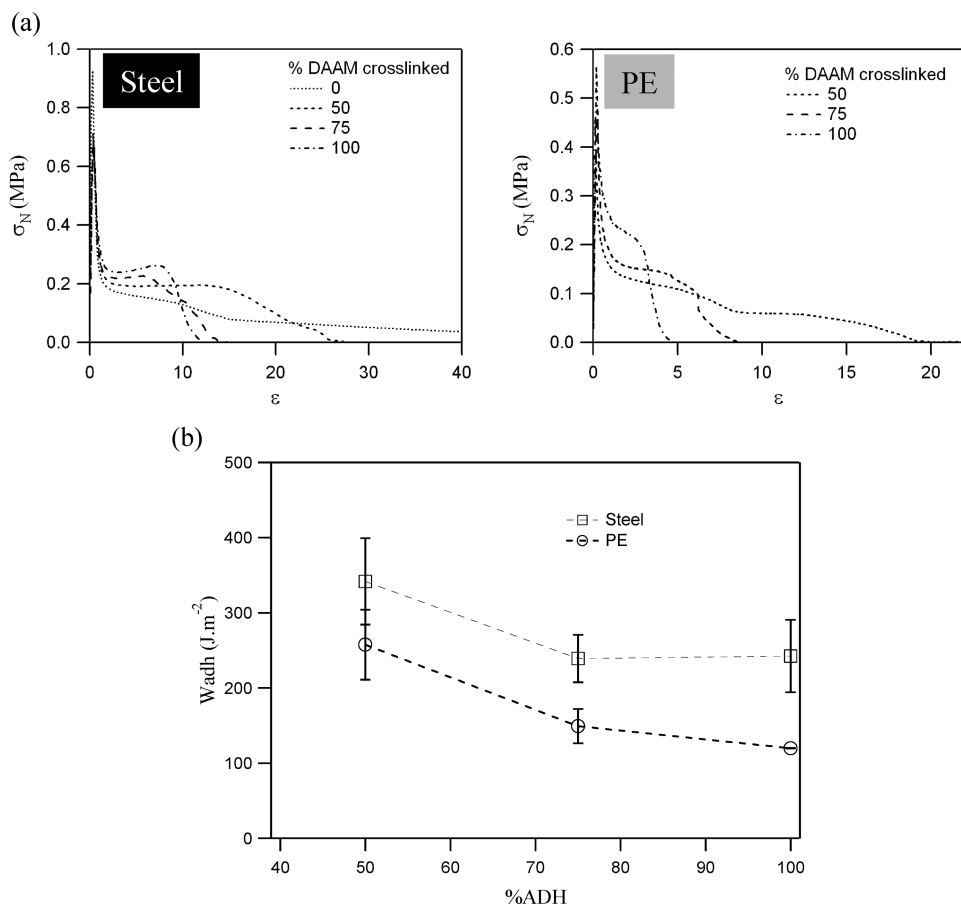 (a)
Steel
% DAAM crosslinked
0
50
75
100
1.0
0.8
0.6
0.4
0.2
0.0
σN (MPa)
0 10 20 30 40
ε
PE
% DAAM crosslinked
50
75
100
0.6
0.5
0.4
0.3
0.2
0.1
0.0
σN (MPa)
0 5 10 15 20
ε
(b)
Steel
PE
500
400
300
200
100
0
Wadh (J.m-2)
40 50 60 70 80 90 100
%ADH